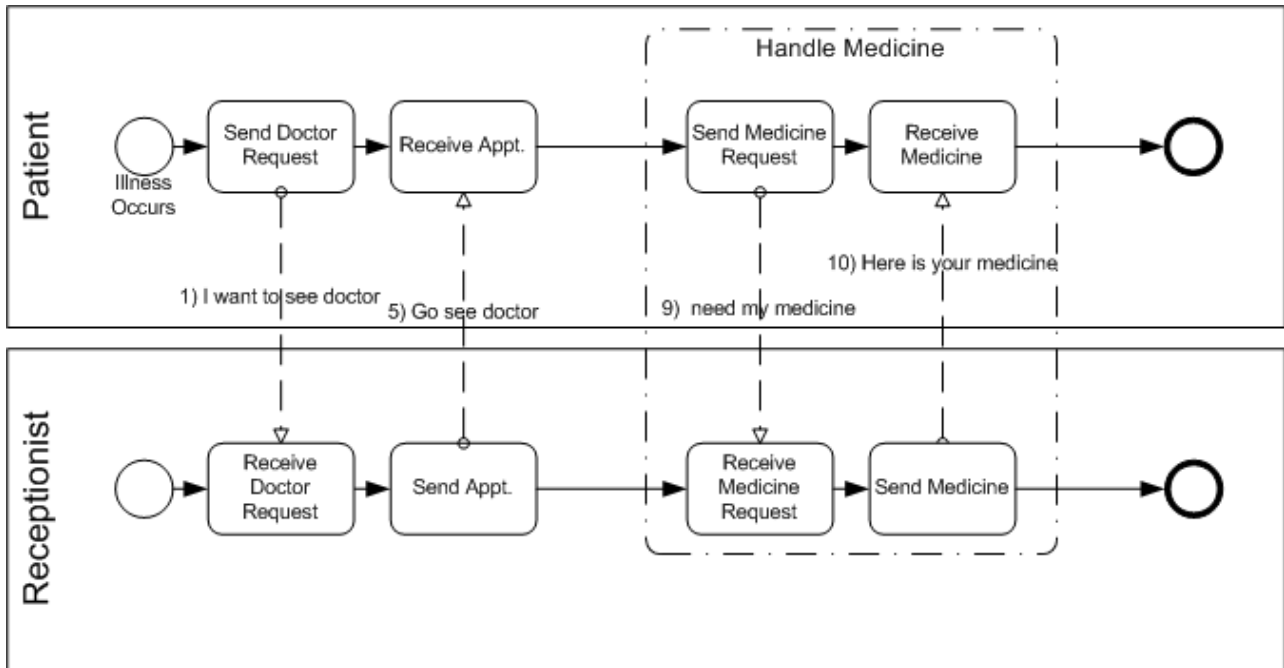 Handle Medicine
Patient
Send Doctor
Request
Receive Appt.
Send Medicine
Request
Receive
Medicine
Illness
Occurs
10) Here is your medicine
1) I want to see doctor
5) Go see doctor
9)  need my medicine
Receptionist
Receive
Doctor
Request
Send Appt.
Receive
Medicine
Request
Send Medicine